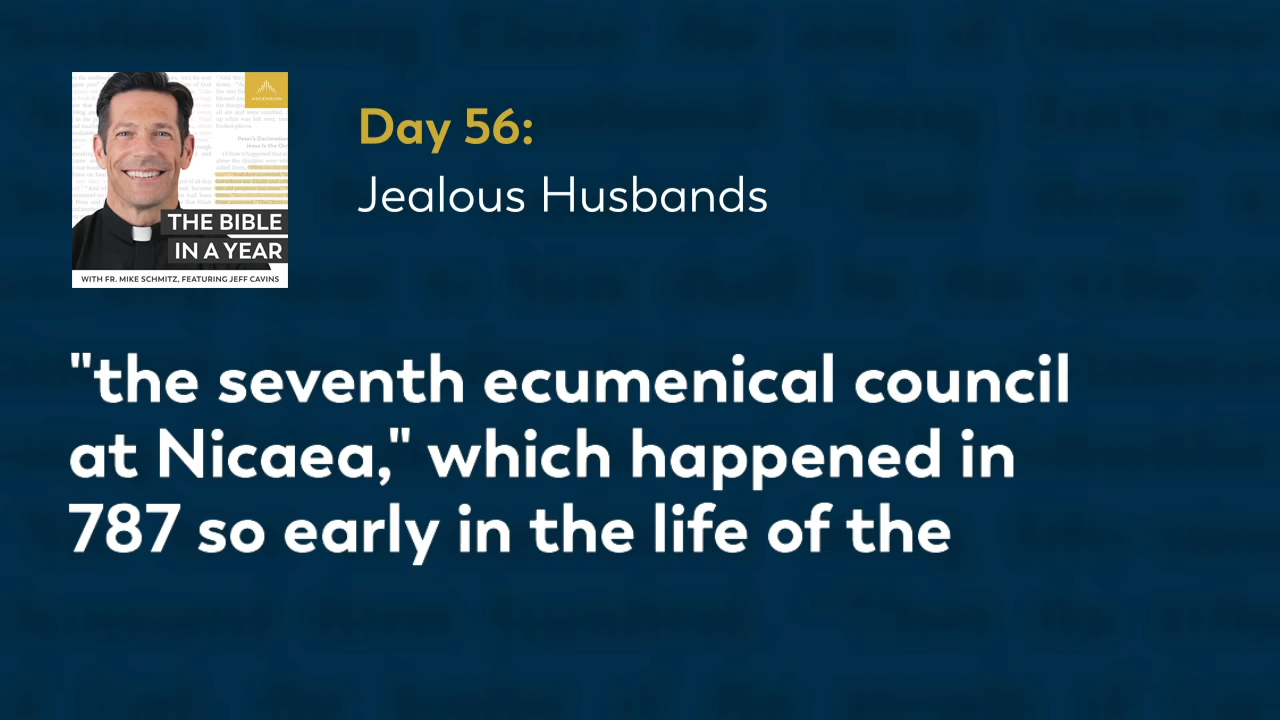 Day 56:
Jealous Husbands
ASCENSION
THE BIBLE
IN A YEAR
WITH FR. MIKE SCHMITZ, FEATURING JEFF CAVINS
"the seventh ecumenical council
at Nicaea," which happened in
787 so early in the life of the